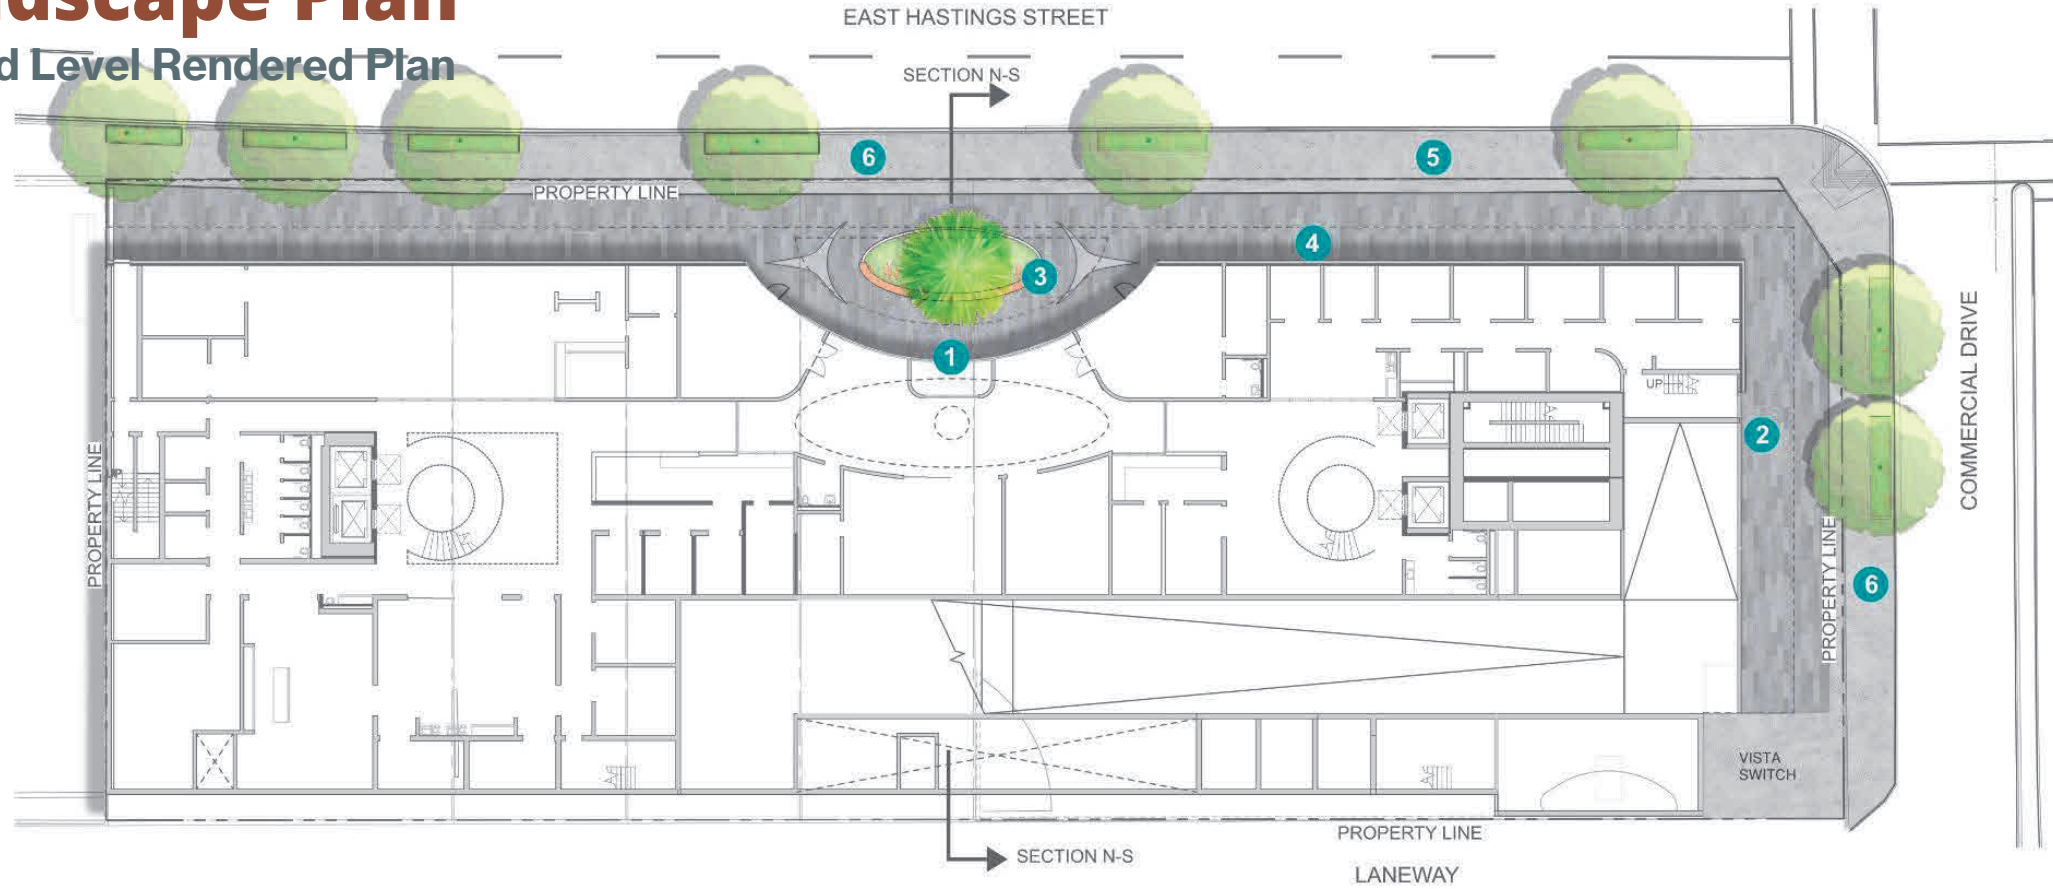 dscape Plan
d Level Rendered Plan
EAST HASTINGS STREET
SECTION N-S
6
5
PROPERTY LINE
4
3
1
UP
2
COMMERCIAL DRIVE
PROPERTY LINE
PROPERTY LINE
6
VISTA
SWITCH
PROPERTY LINE
SECTION N-S
LANEWAY